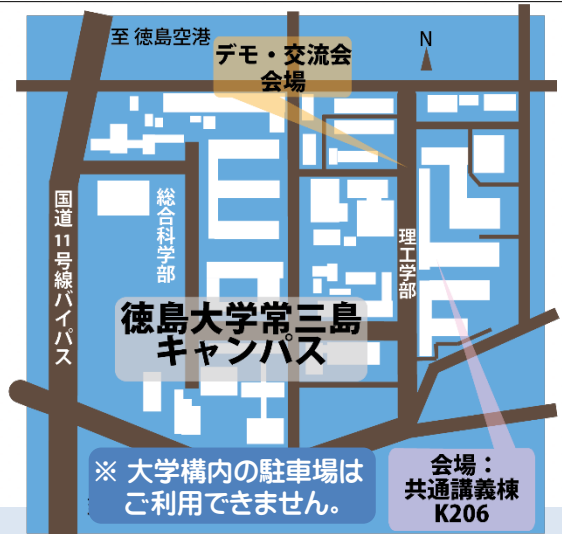 至 徳島空港
デモ・交流会
会場
N
国道11号線バイパス
総合科学部
理工学部
徳島大学常三島
キャンパス
※ 大学構内の駐車場は
ご利用できません。
会場：
共通講義棟
K206